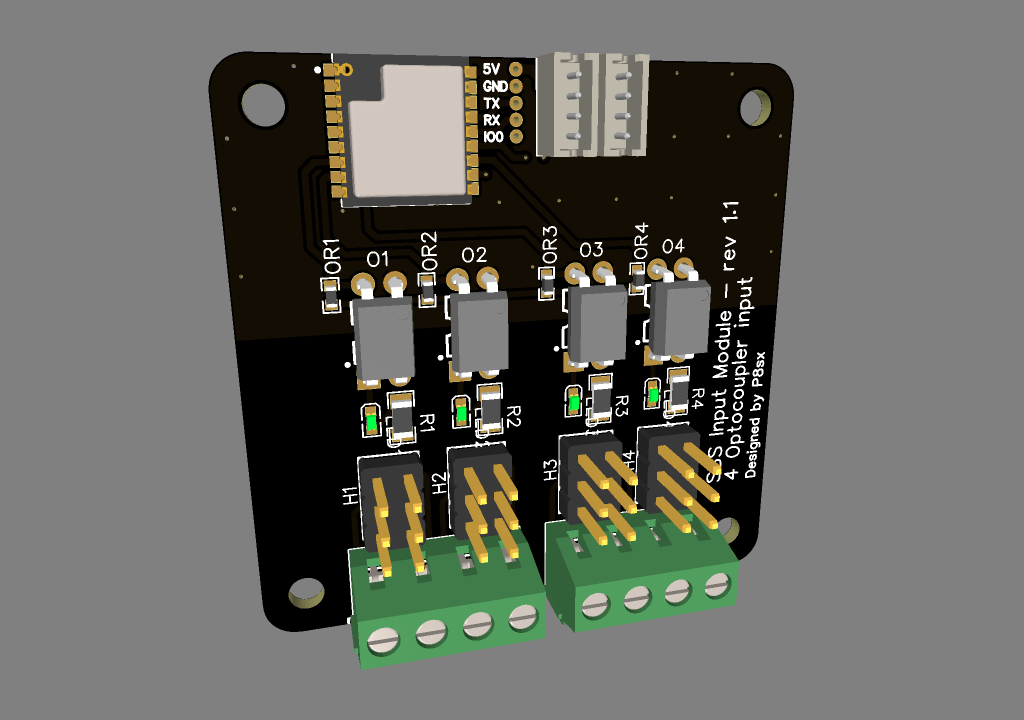 5V
GND
TX
RX
IO0
OR1
O1
OR2
O2
OR3
O3
OR4
O4
R1
R2
R3
R4
H1
H2
H3
H4
Input Module - rev 1.1
4 Optocoupler input
Designed by P8sx